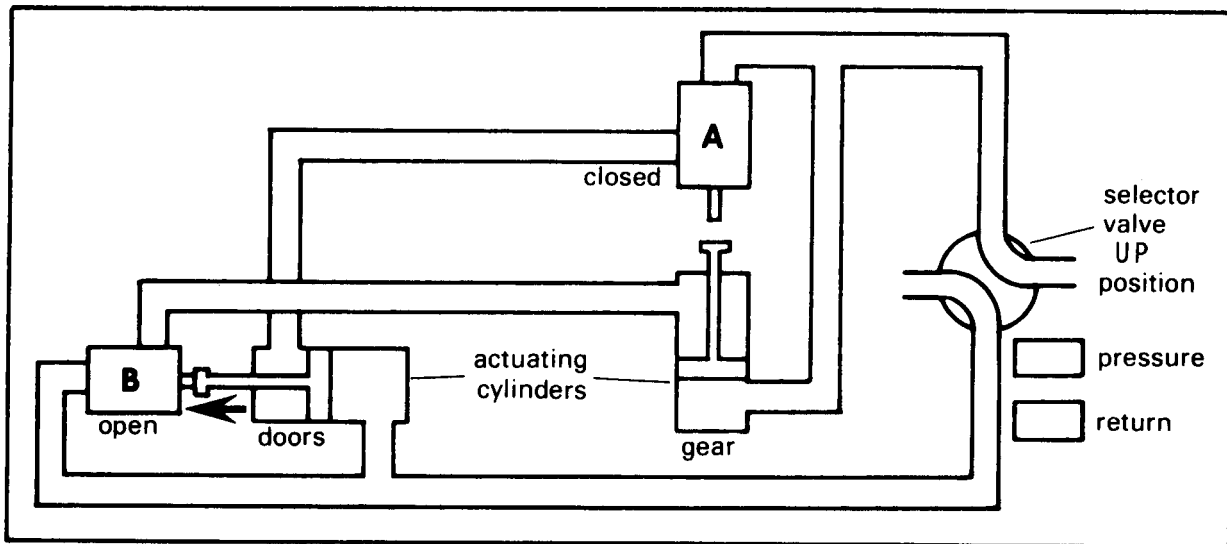 A
closed
selector
valve
UP
position
B
open
doors
actuating
cylinders
gear
pressure
return